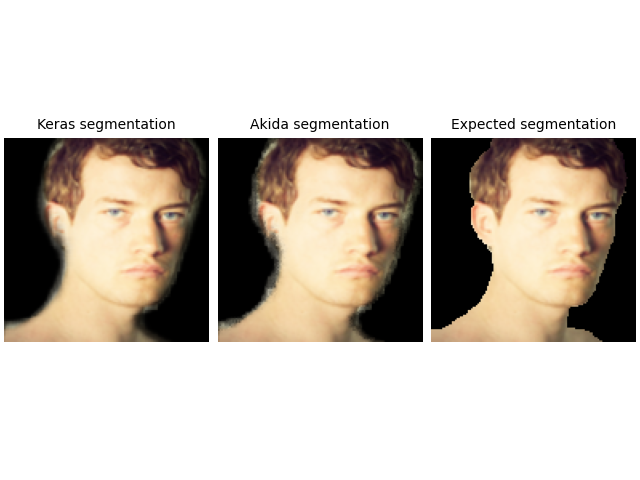 Keras segmentation
Akida segmentation
Expected segmentation